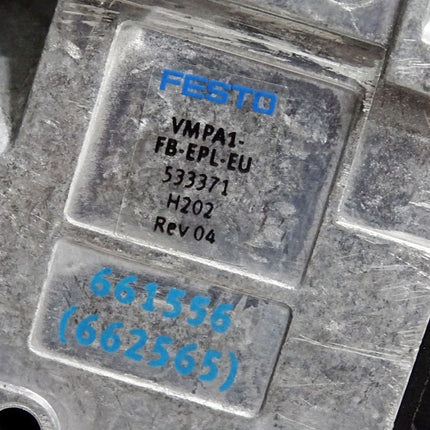 FESTO
VMPA1-
FB-EPL-EU
533371
H202
Rev 04
661556
(662565)